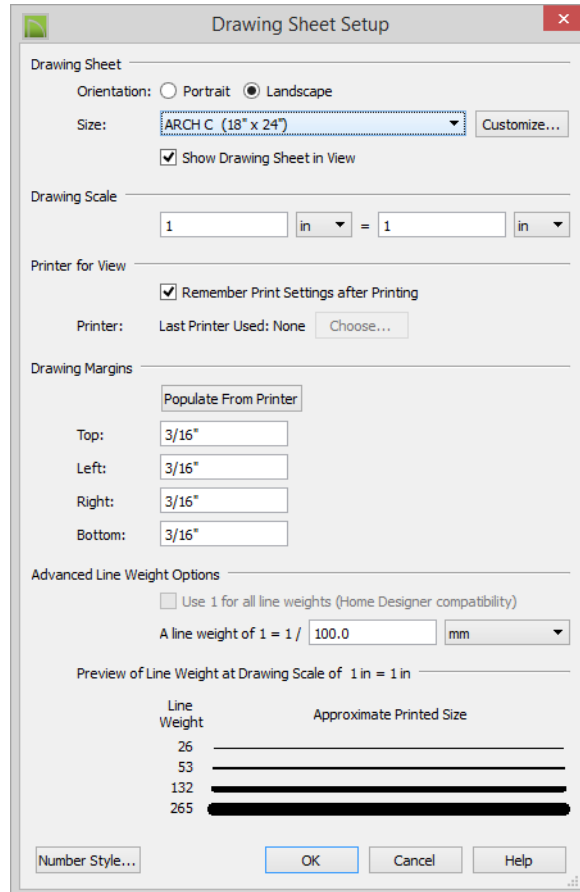 Drawing Sheet Setup
Drawing Sheet
Orientation: Portrait Landscape
Size: ARCH C (18" x 24") Customize...
Show Drawing Sheet in View
Drawing Scale
1 in = 1 in
Printer for View
Remember Print Settings after Printing
Printer: Last Printer Used: None Choose...
Drawing Margins
Populate From Printer
Top: 3/16"
Left: 3/16"
Right: 3/16"
Bottom: 3/16"
Advanced Line Weight Options
Use 1 for all line weights (Home Designer compatibility)
A line weight of 1 = 1 / 100.0 mm
Preview of Line Weight at Drawing Scale of 1 in = 1 in
Line
Weight Approximate Printed Size
26
53
132
265
Number Style... OK Cancel Help